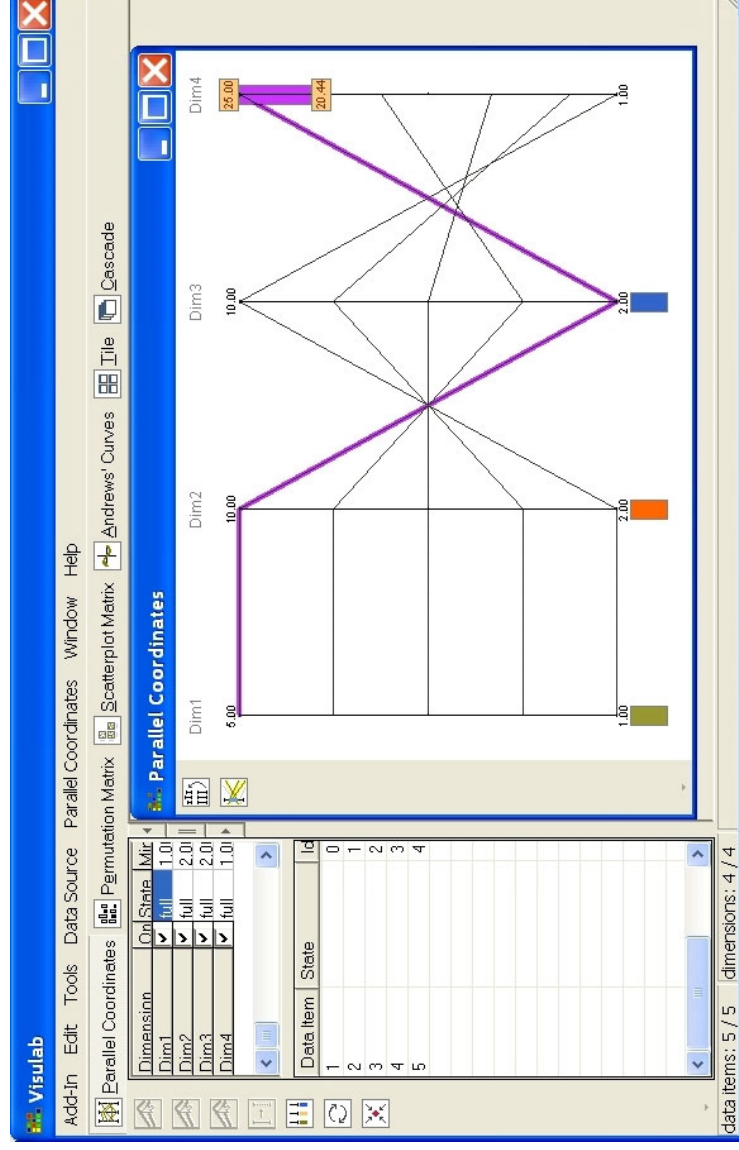 Visulab
Add-In Edit Tools Data Source Parallel Coordinates Window Help
Parallel Coordinates Permutation Matrix Scatterplot Matrix Andrews' Curves Tile Cascade
Dimension On State Mir
Dim1 full 1.0
Dim2 full 2.0
Dim3 full 2.0
Dim4 full 1.0
Data Item State Id
1 0
2 1
3 2
4 3
5 4
Parallel Coordinates
Dim1 Dim2 Dim3 Dim4
5.00 10.00 10.00 25.00
20.44
1.00 2.00 2.00 1.00
data items: 5 / 5 dimensions: 4 / 4